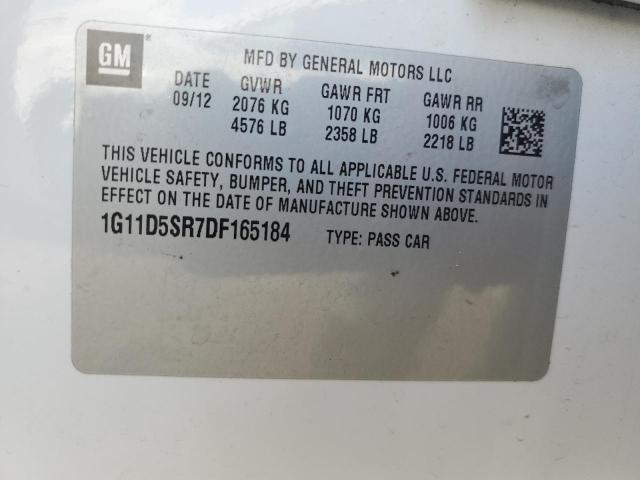 GM
MFD BY GENERAL MOTORS LLC
DATE GVWR GAWR FRT GAWR RR
09/12 2076 KG 1070 KG 1006 KG
4576 LB 2358 LB 2218 LB
THIS VEHICLE CONFORMS TO ALL APPLICABLE U.S. FEDERAL MOTOR
VEHICLE SAFETY, BUMPER, AND THEFT PREVENTION STANDARDS IN
EFFECT ON THE DATE OF MANUFACTURE SHOWN ABOVE.
1G11D5SR7DF165184 TYPE: PASS CAR